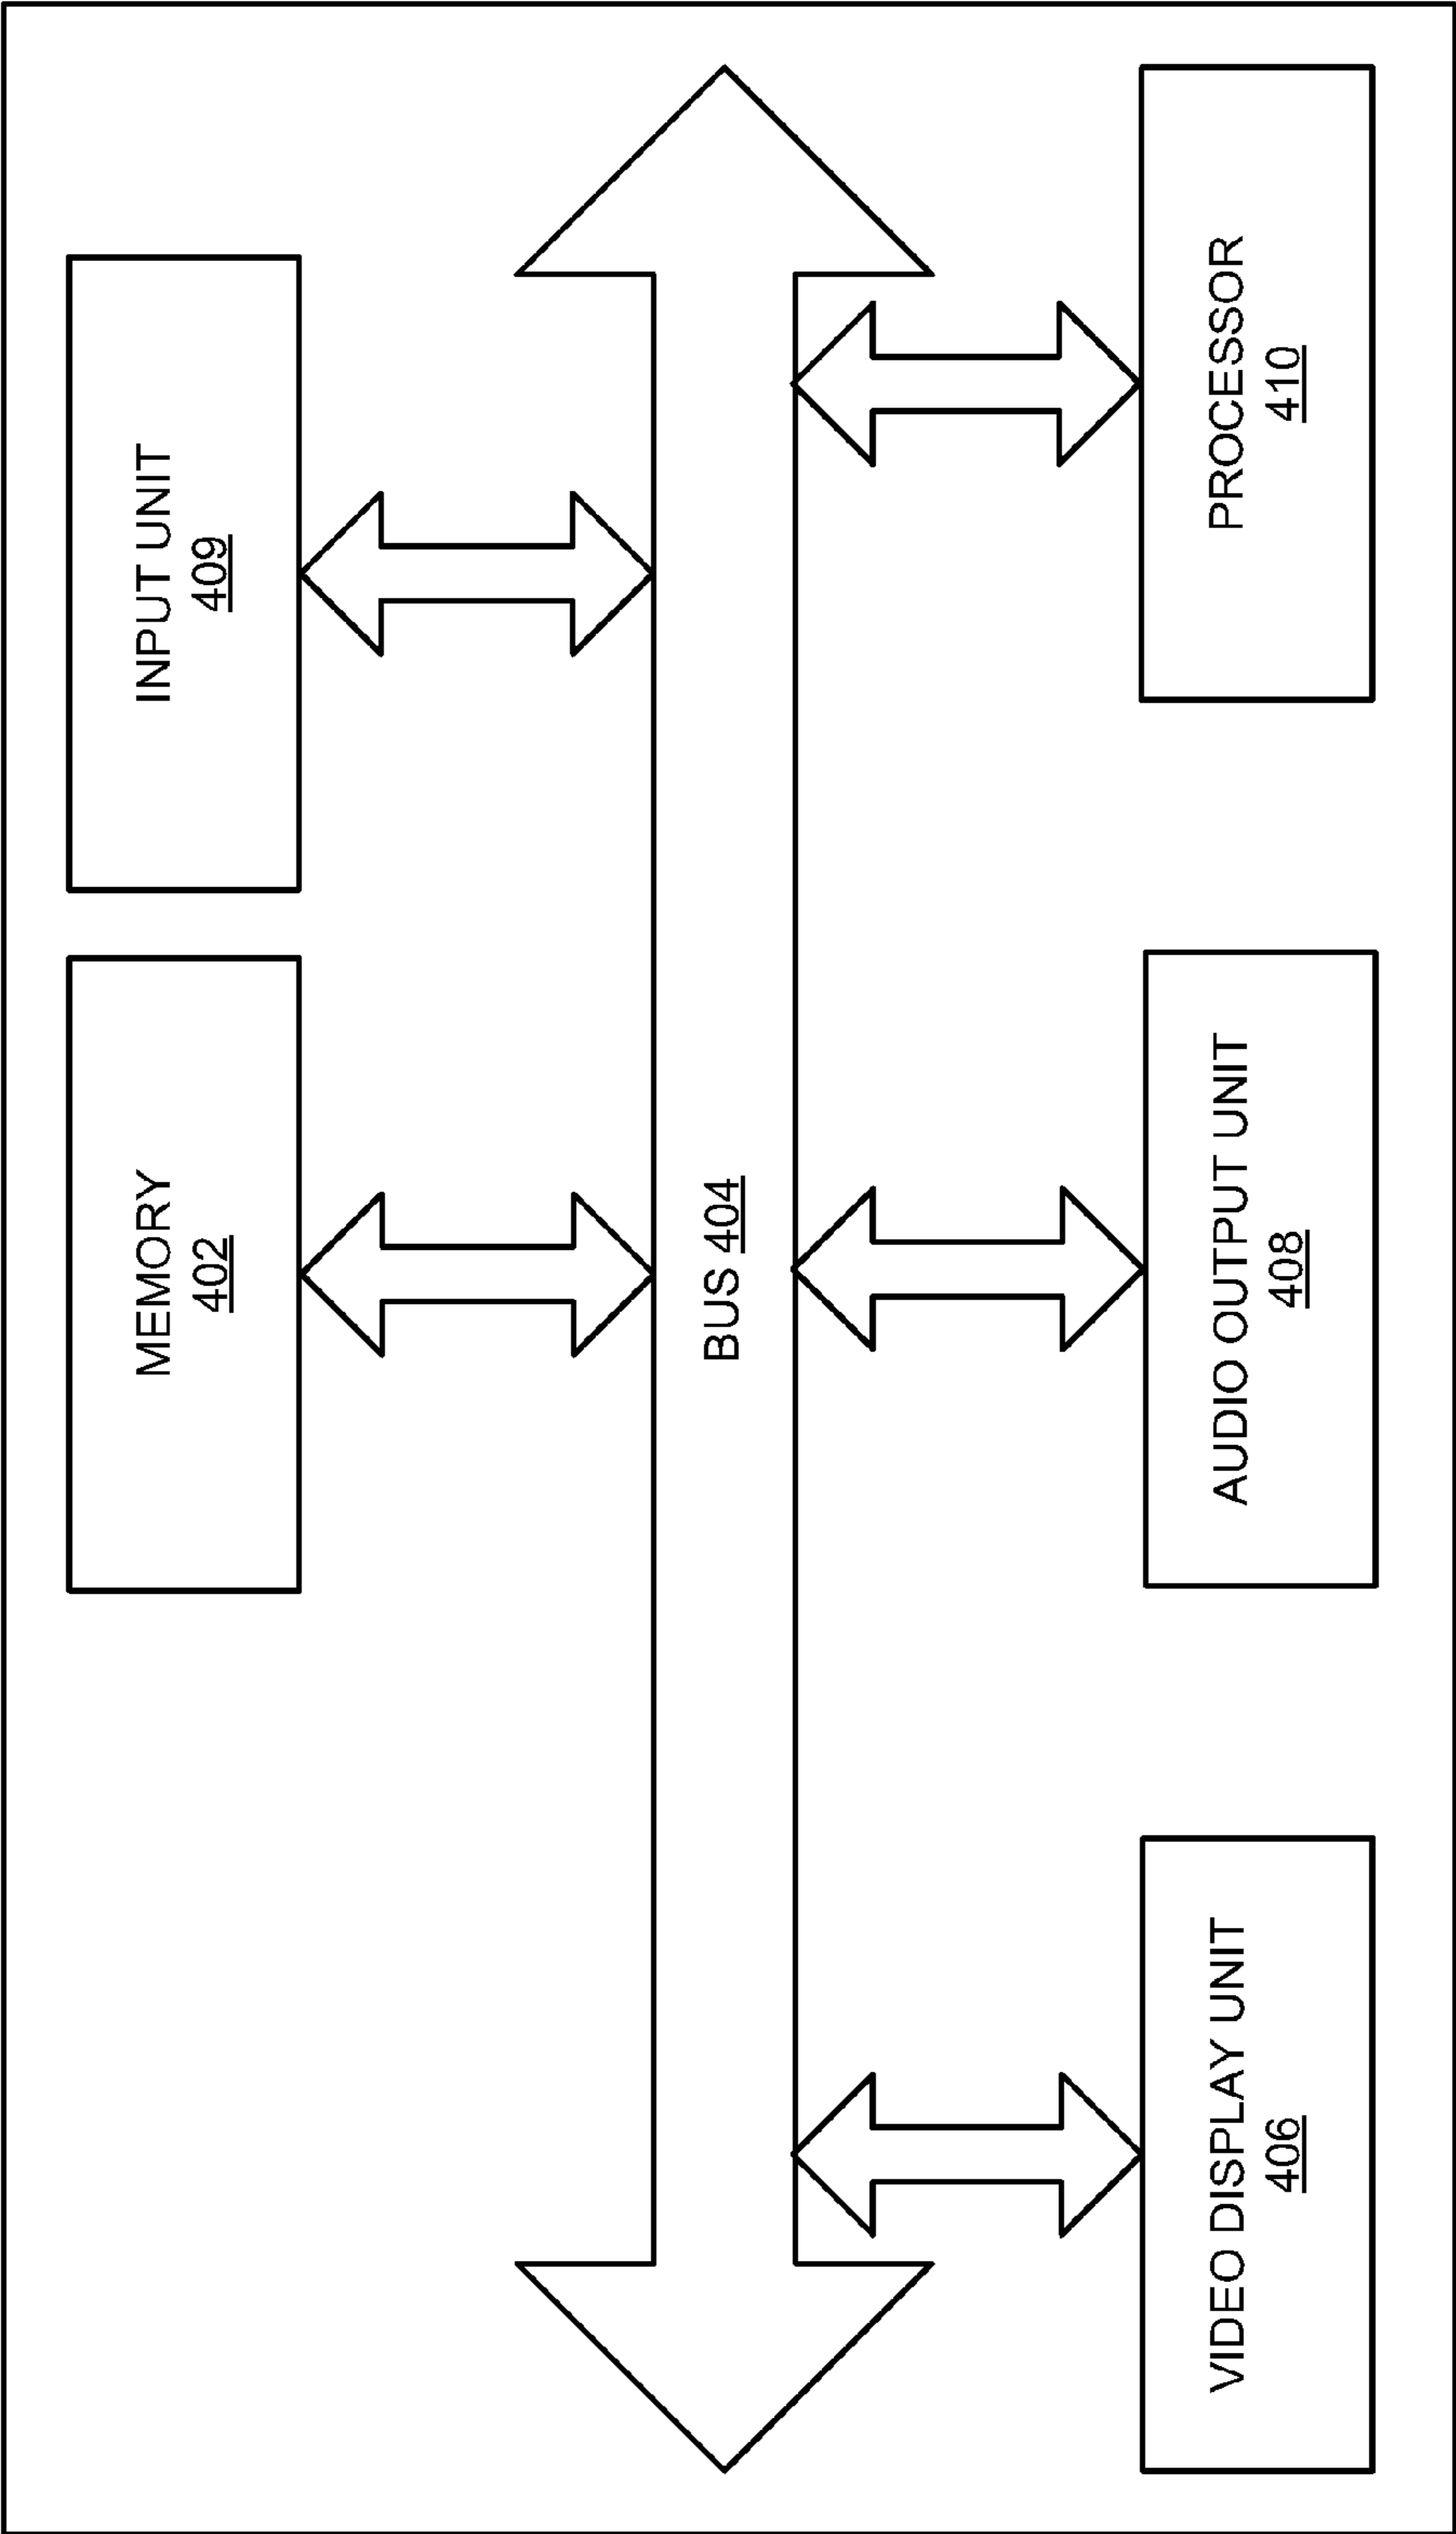 MEMORY
402
INPUT UNIT
409
BUS 404
VIDEO DISPLAY UNIT
406
AUDIO OUTPUT UNIT
408
PROCESSOR
410